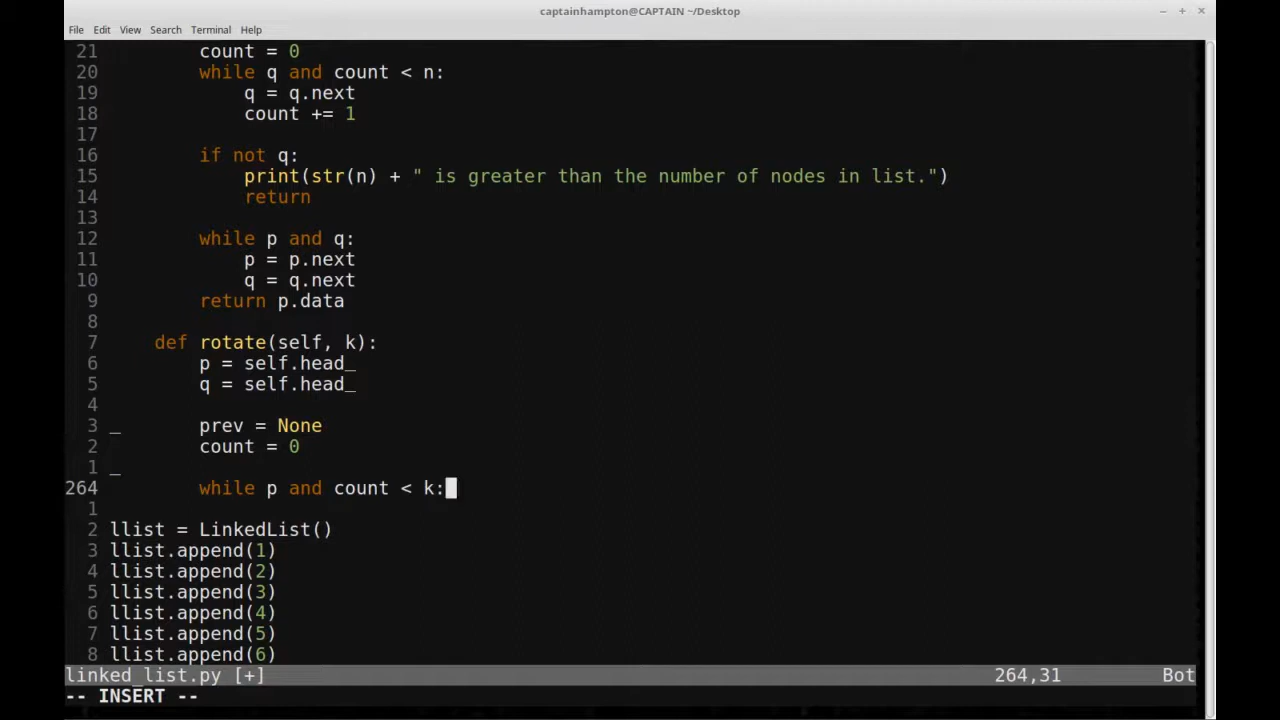 captainhampton@CAPTAIN ~/Desktop
File Edit View Search Terminal Help
21 count = 0
20 while q and count < n:
19 q = q.next
18 count += 1
17
16 if not q:
15 print(str(n) + " is greater than the number of nodes in list.")
14 return
13
12 while p and q:
11 p = p.next
10 q = q.next
9 return p.data
8
7 def rotate(self, k):
6 p = self.head_
5 q = self.head_
4
3 _ prev = None
2 count = 0
1 _
264 while p and count < k:
1
2 llist = LinkedList()
3 llist.append(1)
4 llist.append(2)
5 llist.append(3)
6 llist.append(4)
7 llist.append(5)
8 llist.append(6)
linked_list.py [+] 264,31 Bot
-- INSERT --